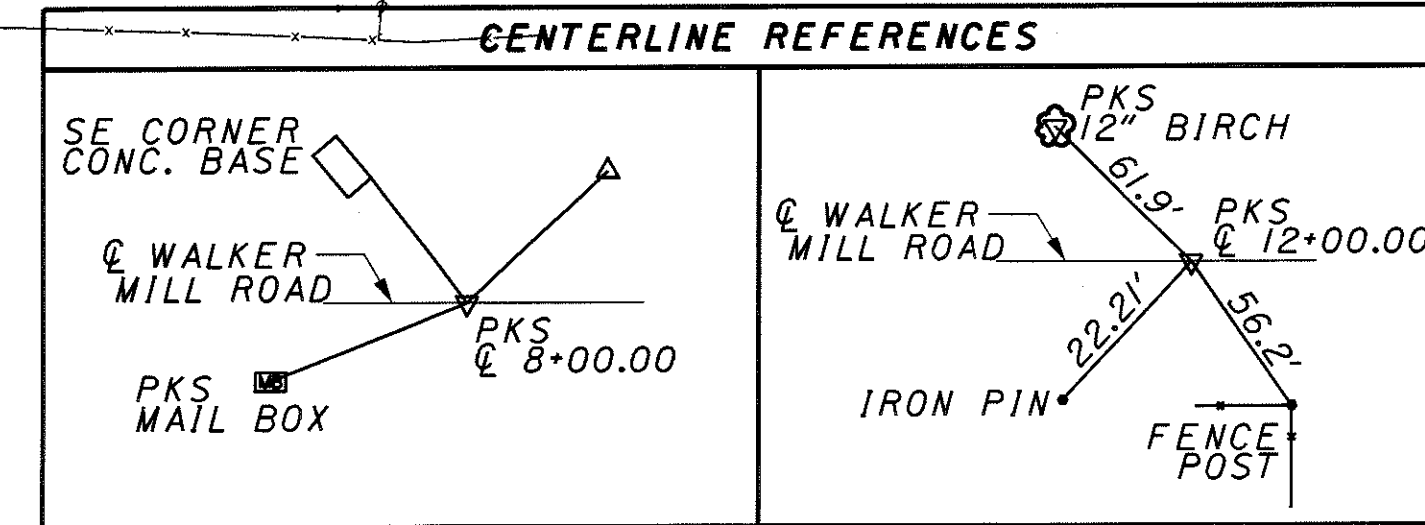 CENTERLINE REFERENCES
SE CORNER
CONC. BASE
℄ WALKER
MILL ROAD
PKS
℄ 8+00.00
MB
PKS
MAIL BOX
PKS
12" BIRCH
61.9'
℄ WALKER
MILL ROAD
PKS
℄ 12+00.00
22.21'
56.2'
IRON PIN
FENCE
POST